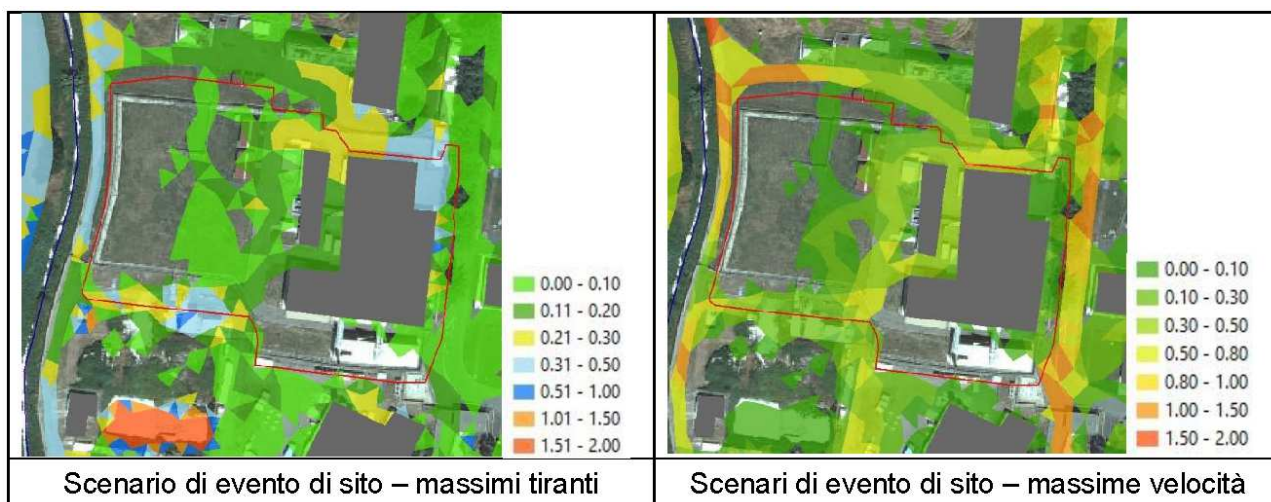 0.00 - 0.10
0.11 - 0.20
0.21 - 0.30
0.31 - 0.50
0.51 - 1.00
1.01 - 1.50
1.51 - 2.00
0.00 - 0.10
0.10 - 0.30
0.30 - 0.50
0.50 - 0.80
0.80 - 1.00
1.00 - 1.50
1.50 - 2.00
Scenario di evento di sito – massimi tiranti
Scenari di evento di sito – massime velocità